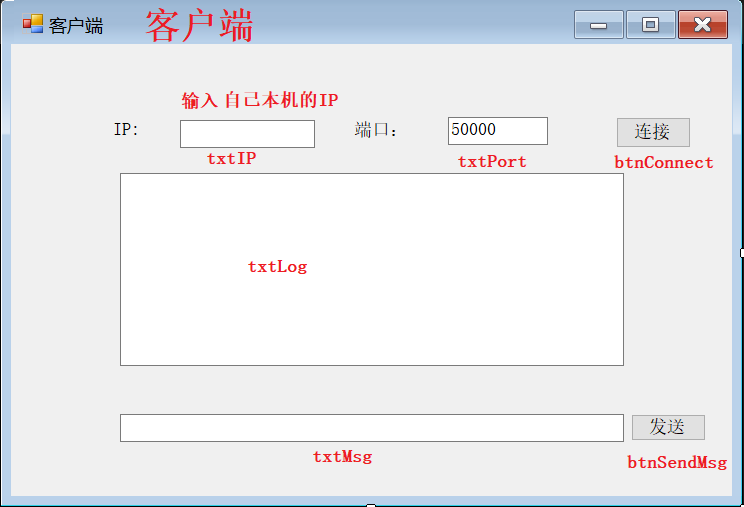 客户端 客户端
输入 自己本机的IP
IP: 端口： 50000 连接
txtIP txtPort btnConnect
txtLog
发送
txtMsg btnSendMsg